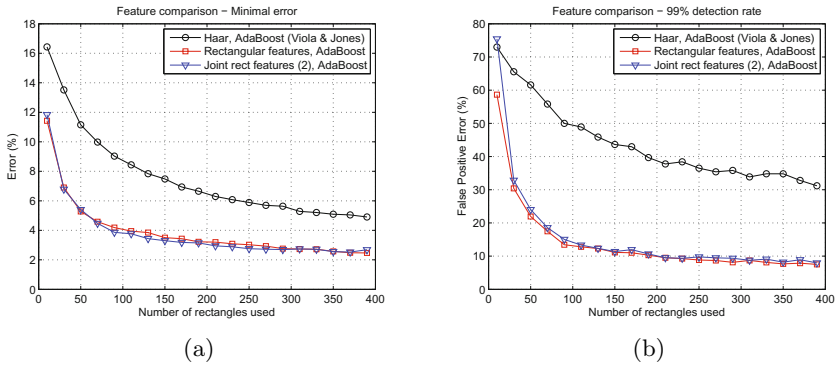 Feature comparison − Minimal error
Haar, AdaBoost (Viola & Jones)
Rectangular features, AdaBoost
Joint rect features (2), AdaBoost
Error (%)
18
16
14
12
10
8
6
4
2
0
0 50 100 150 200 250 300 350 400
Number of rectangles used
(a)
Feature comparison − 99% detection rate
Haar, AdaBoost (Viola & Jones)
Rectangular features, AdaBoost
Joint rect features (2), AdaBoost
False Positive Error (%)
80
70
60
50
40
30
20
10
0
0 50 100 150 200 250 300 350 400
Number of rectangles used
(b)